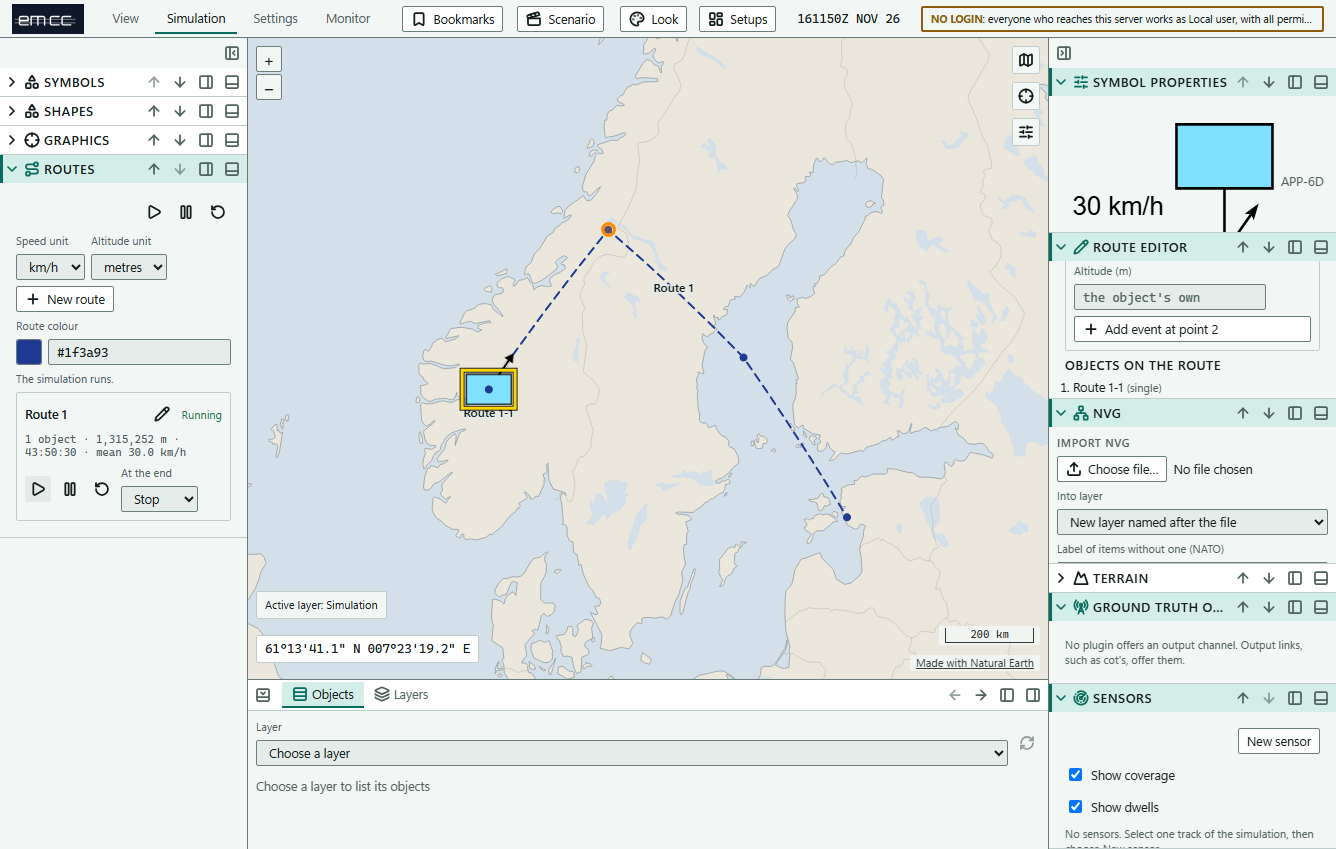 emcc
View
Simulation
Settings
Monitor
Bookmarks
Scenario
Look
Setups
161150Z NOV 26
NO LOGIN: everyone who reaches this server works as Local user, with all permi...
SYMBOLS
SHAPES
GRAPHICS
ROUTES
Speed unit
Altitude unit
km/h
metres
New route
Route colour
#1f3a93
The simulation runs.
Route 1
Running
1 object · 1,315,252 m ·
43:50:30 · mean 30.0 km/h
At the end
Stop
+
−
Route 1
Route 1-1
Active layer: Simulation
61°13'41.1" N 007°23'19.2" E
200 km
Made with Natural Earth
Objects
Layers
Layer
Choose a layer
Choose a layer to list its objects
SYMBOL PROPERTIES
APP-6D
30 km/h
ROUTE EDITOR
Altitude (m)
the object's own
Add event at point 2
OBJECTS ON THE ROUTE
1. Route 1-1 (single)
NVG
IMPORT NVG
Choose file...
No file chosen
Into layer
New layer named after the file
Label of items without one (NATO)
TERRAIN
GROUND TRUTH O...
No plugin offers an output channel. Output links,
such as cot's, offer them.
SENSORS
New sensor
Show coverage
Show dwells
No sensors. Select one track of the simulation, then
choose New sensor.